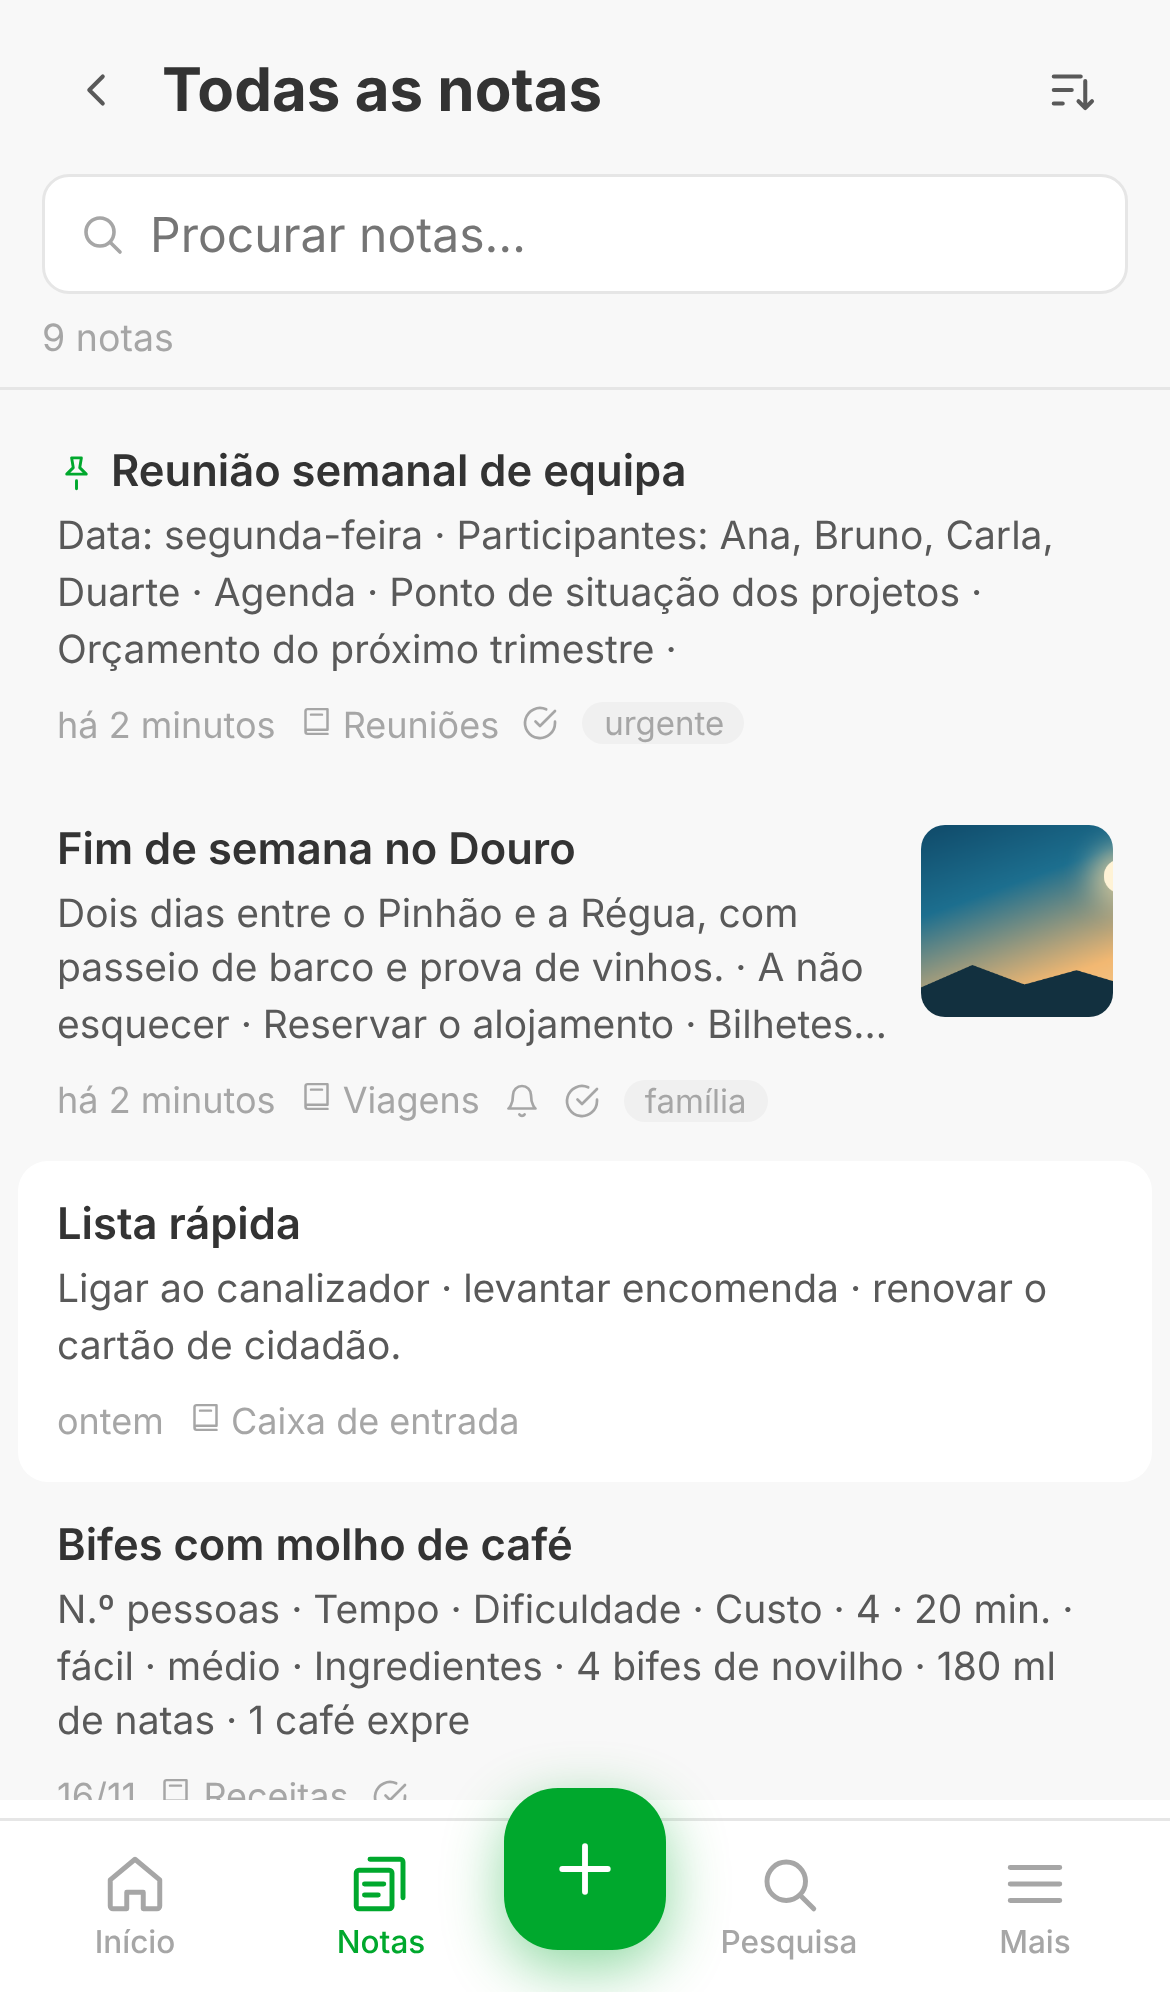 Todas as notas
Procurar notas...
9 notas
Reunião semanal de equipa
Data: segunda-feira · Participantes: Ana, Bruno, Carla,
Duarte · Agenda · Ponto de situação dos projetos ·
Orçamento do próximo trimestre ·
há 2 minutos Reuniões urgente
Fim de semana no Douro
Dois dias entre o Pinhão e a Régua, com
passeio de barco e prova de vinhos. · A não
esquecer · Reservar o alojamento · Bilhetes...
há 2 minutos Viagens família
Lista rápida
Ligar ao canalizador · levantar encomenda · renovar o
cartão de cidadão.
ontem Caixa de entrada
Bifes com molho de café
N.º pessoas · Tempo · Dificuldade · Custo · 4 · 20 min. ·
fácil · médio · Ingredientes · 4 bifes de novilho · 180 ml
de natas · 1 café expre
16/11 Receitas
Início Notas Pesquisa Mais